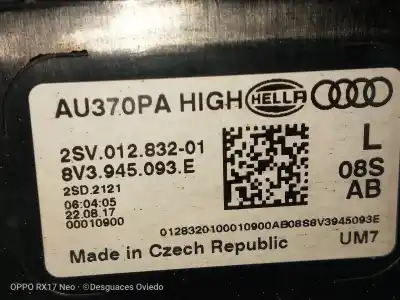 AU370PA HIGH HELLA
2SV.012.832-01
8V3.945.093.E
2SD.2121
06:04:05
22.08.17
00010900
L
08S
AB
0128320100010900AB08S8V3945093E
Made in Czech Republic UM7
OPPO RX17 Neo · ©Desguaces Oviedo